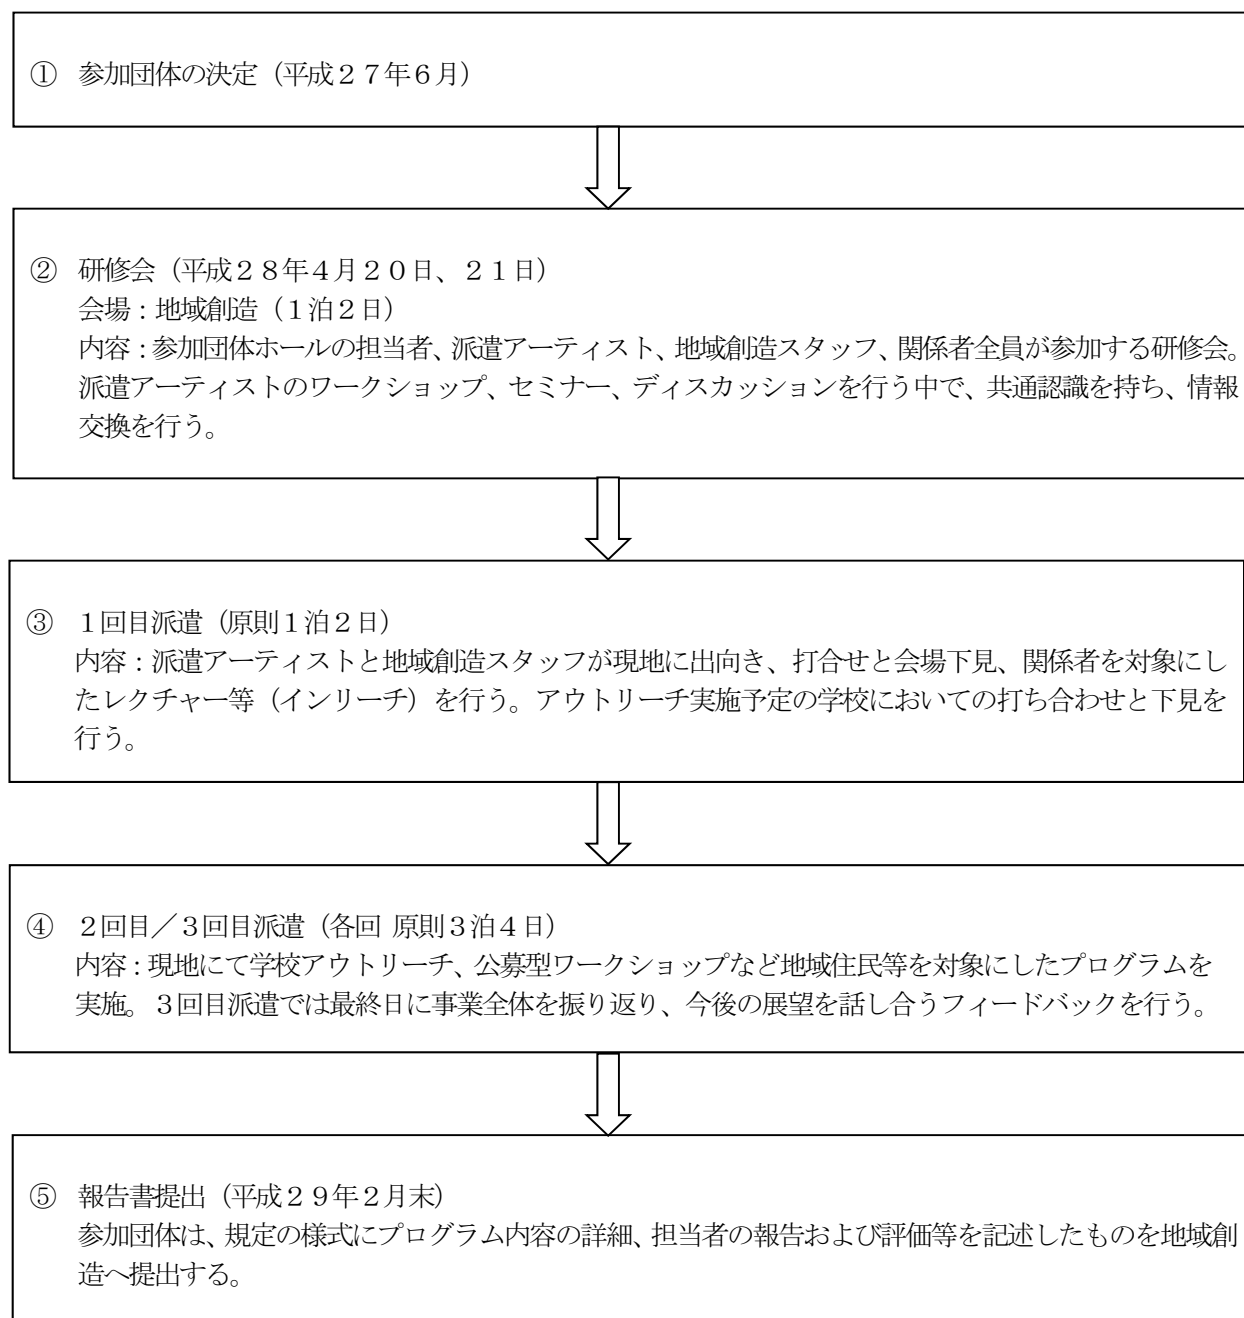 ① 参加団体の決定（平成２７年６月）
② 研修会（平成２８年４月２０日、２１日）
会場：地域創造（１泊２日）
内容：参加団体ホールの担当者、派遣アーティスト、地域創造スタッフ、関係者全員が参加する研修会。
派遣アーティストのワークショップ、セミナー、ディスカッションを行う中で、共通認識を持ち、情報
交換を行う。
③ １回目派遣（原則１泊２日）
内容：派遣アーティストと地域創造スタッフが現地に出向き、打合せと会場下見、関係者を対象にし
たレクチャー等（インリーチ）を行う。アウトリーチ実施予定の学校においての打ち合わせと下見を
行う。
④ ２回目／３回目派遣（各回 原則３泊４日）
内容：現地にて学校アウトリーチ、公募型ワークショップなど地域住民等を対象にしたプログラムを
実施。３回目派遣では最終日に事業全体を振り返り、今後の展望を話し合うフィードバックを行う。
⑤ 報告書提出（平成２９年２月末）
参加団体は、規定の様式にプログラム内容の詳細、担当者の報告および評価等を記述したものを地域創
造へ提出する。